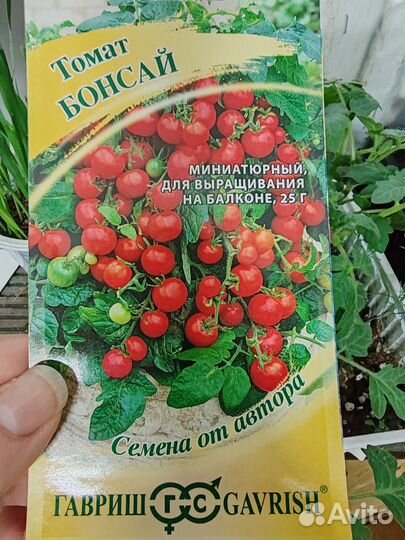 Томат
БОНСАЙ
МИНИАТЮРНЫЙ,
ДЛЯ ВЫРАЩИВАНИЯ
НА БАЛКОНЕ, 25 Г
Семена от автора
ГАВРИШ GAVRISH®
Avito